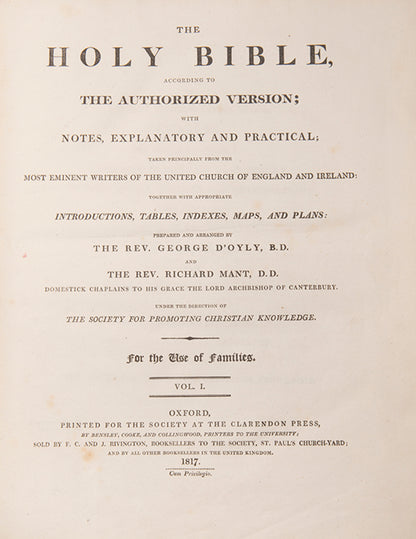 THE
HOLY BIBLE,
ACCORDING TO
THE AUTHORIZED VERSION;
WITH
NOTES, EXPLANATORY AND PRACTICAL;
TAKEN PRINCIPALLY FROM THE
MOST EMINENT WRITERS OF THE UNITED CHURCH OF ENGLAND AND IRELAND:
TOGETHER WITH APPROPRIATE
INTRODUCTIONS, TABLES, INDEXES, MAPS, AND PLANS:
PREPARED AND ARRANGED BY
THE REV. GEORGE D'OYLY, B.D.
AND
THE REV. RICHARD MANT, D.D.
DOMESTICK CHAPLAINS TO HIS GRACE THE LORD ARCHBISHOP OF CANTERBURY.
UNDER THE DIRECTION OF
THE SOCIETY FOR PROMOTING CHRISTIAN KNOWLEDGE.
For the Use of Families.
VOL. I.
OXFORD,
PRINTED FOR THE SOCIETY AT THE CLARENDON PRESS,
BY BENSLEY, COOKE, AND COLLINGWOOD, PRINTERS TO THE UNIVERSITY;
SOLD BY F. C. AND J. RIVINGTON, BOOKSELLERS TO THE SOCIETY, ST. PAUL'S CHURCH-YARD;
AND BY ALL OTHER BOOKSELLERS IN THE UNITED KINGDOM.
1817.
Cum Privilegio.